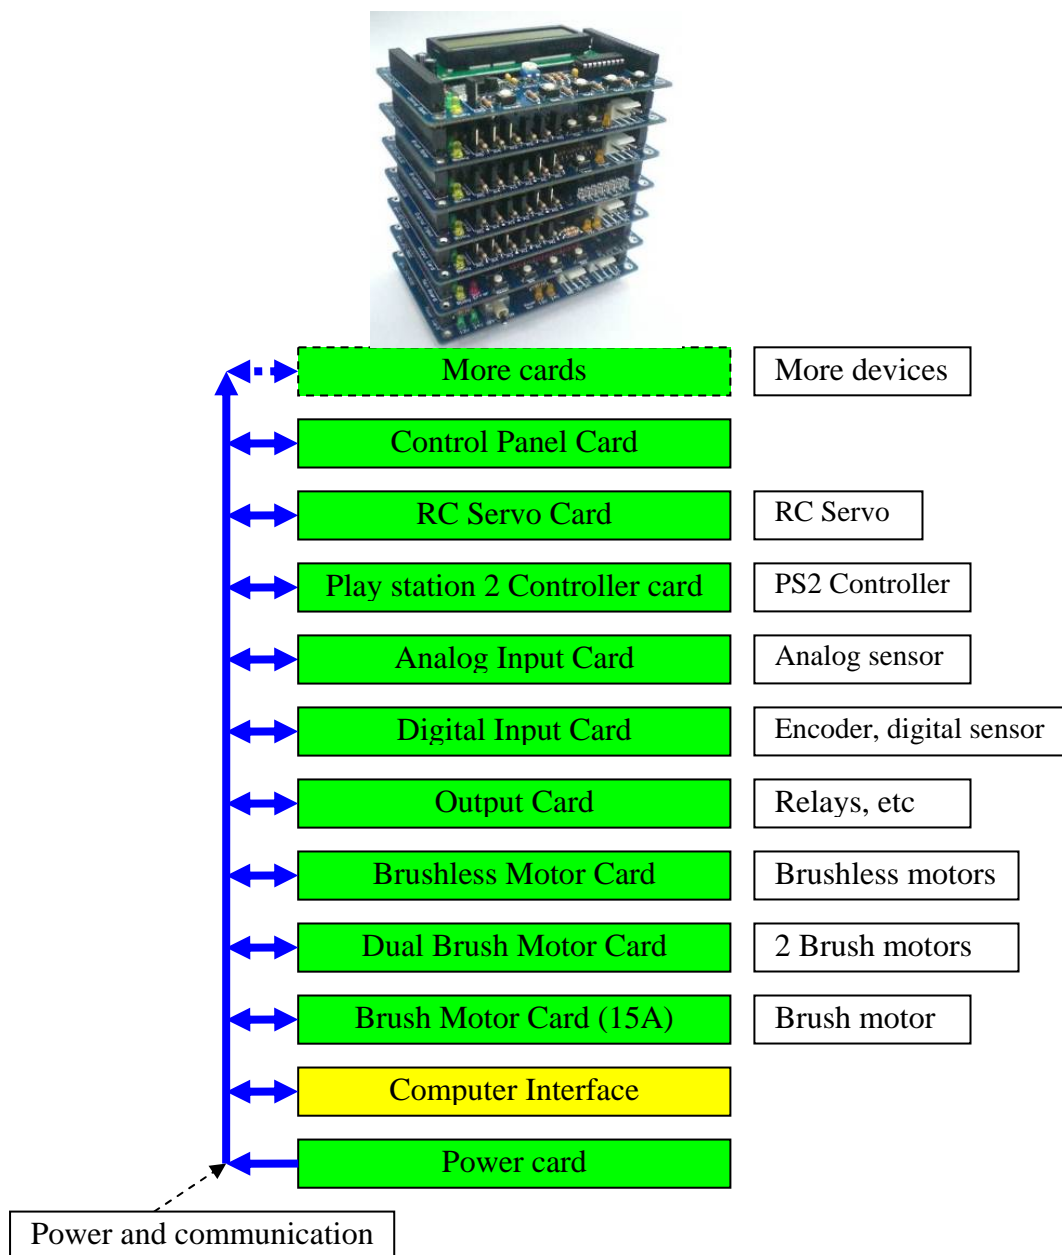 More cards
More devices
Control Panel Card
RC Servo Card
RC Servo
Play station 2 Controller card
PS2 Controller
Analog Input Card
Analog sensor
Digital Input Card
Encoder, digital sensor
Output Card
Relays, etc
Brushless Motor Card
Brushless motors
Dual Brush Motor Card
2 Brush motors
Brush Motor Card (15A)
Brush motor
Computer Interface
Power card
Power and communication